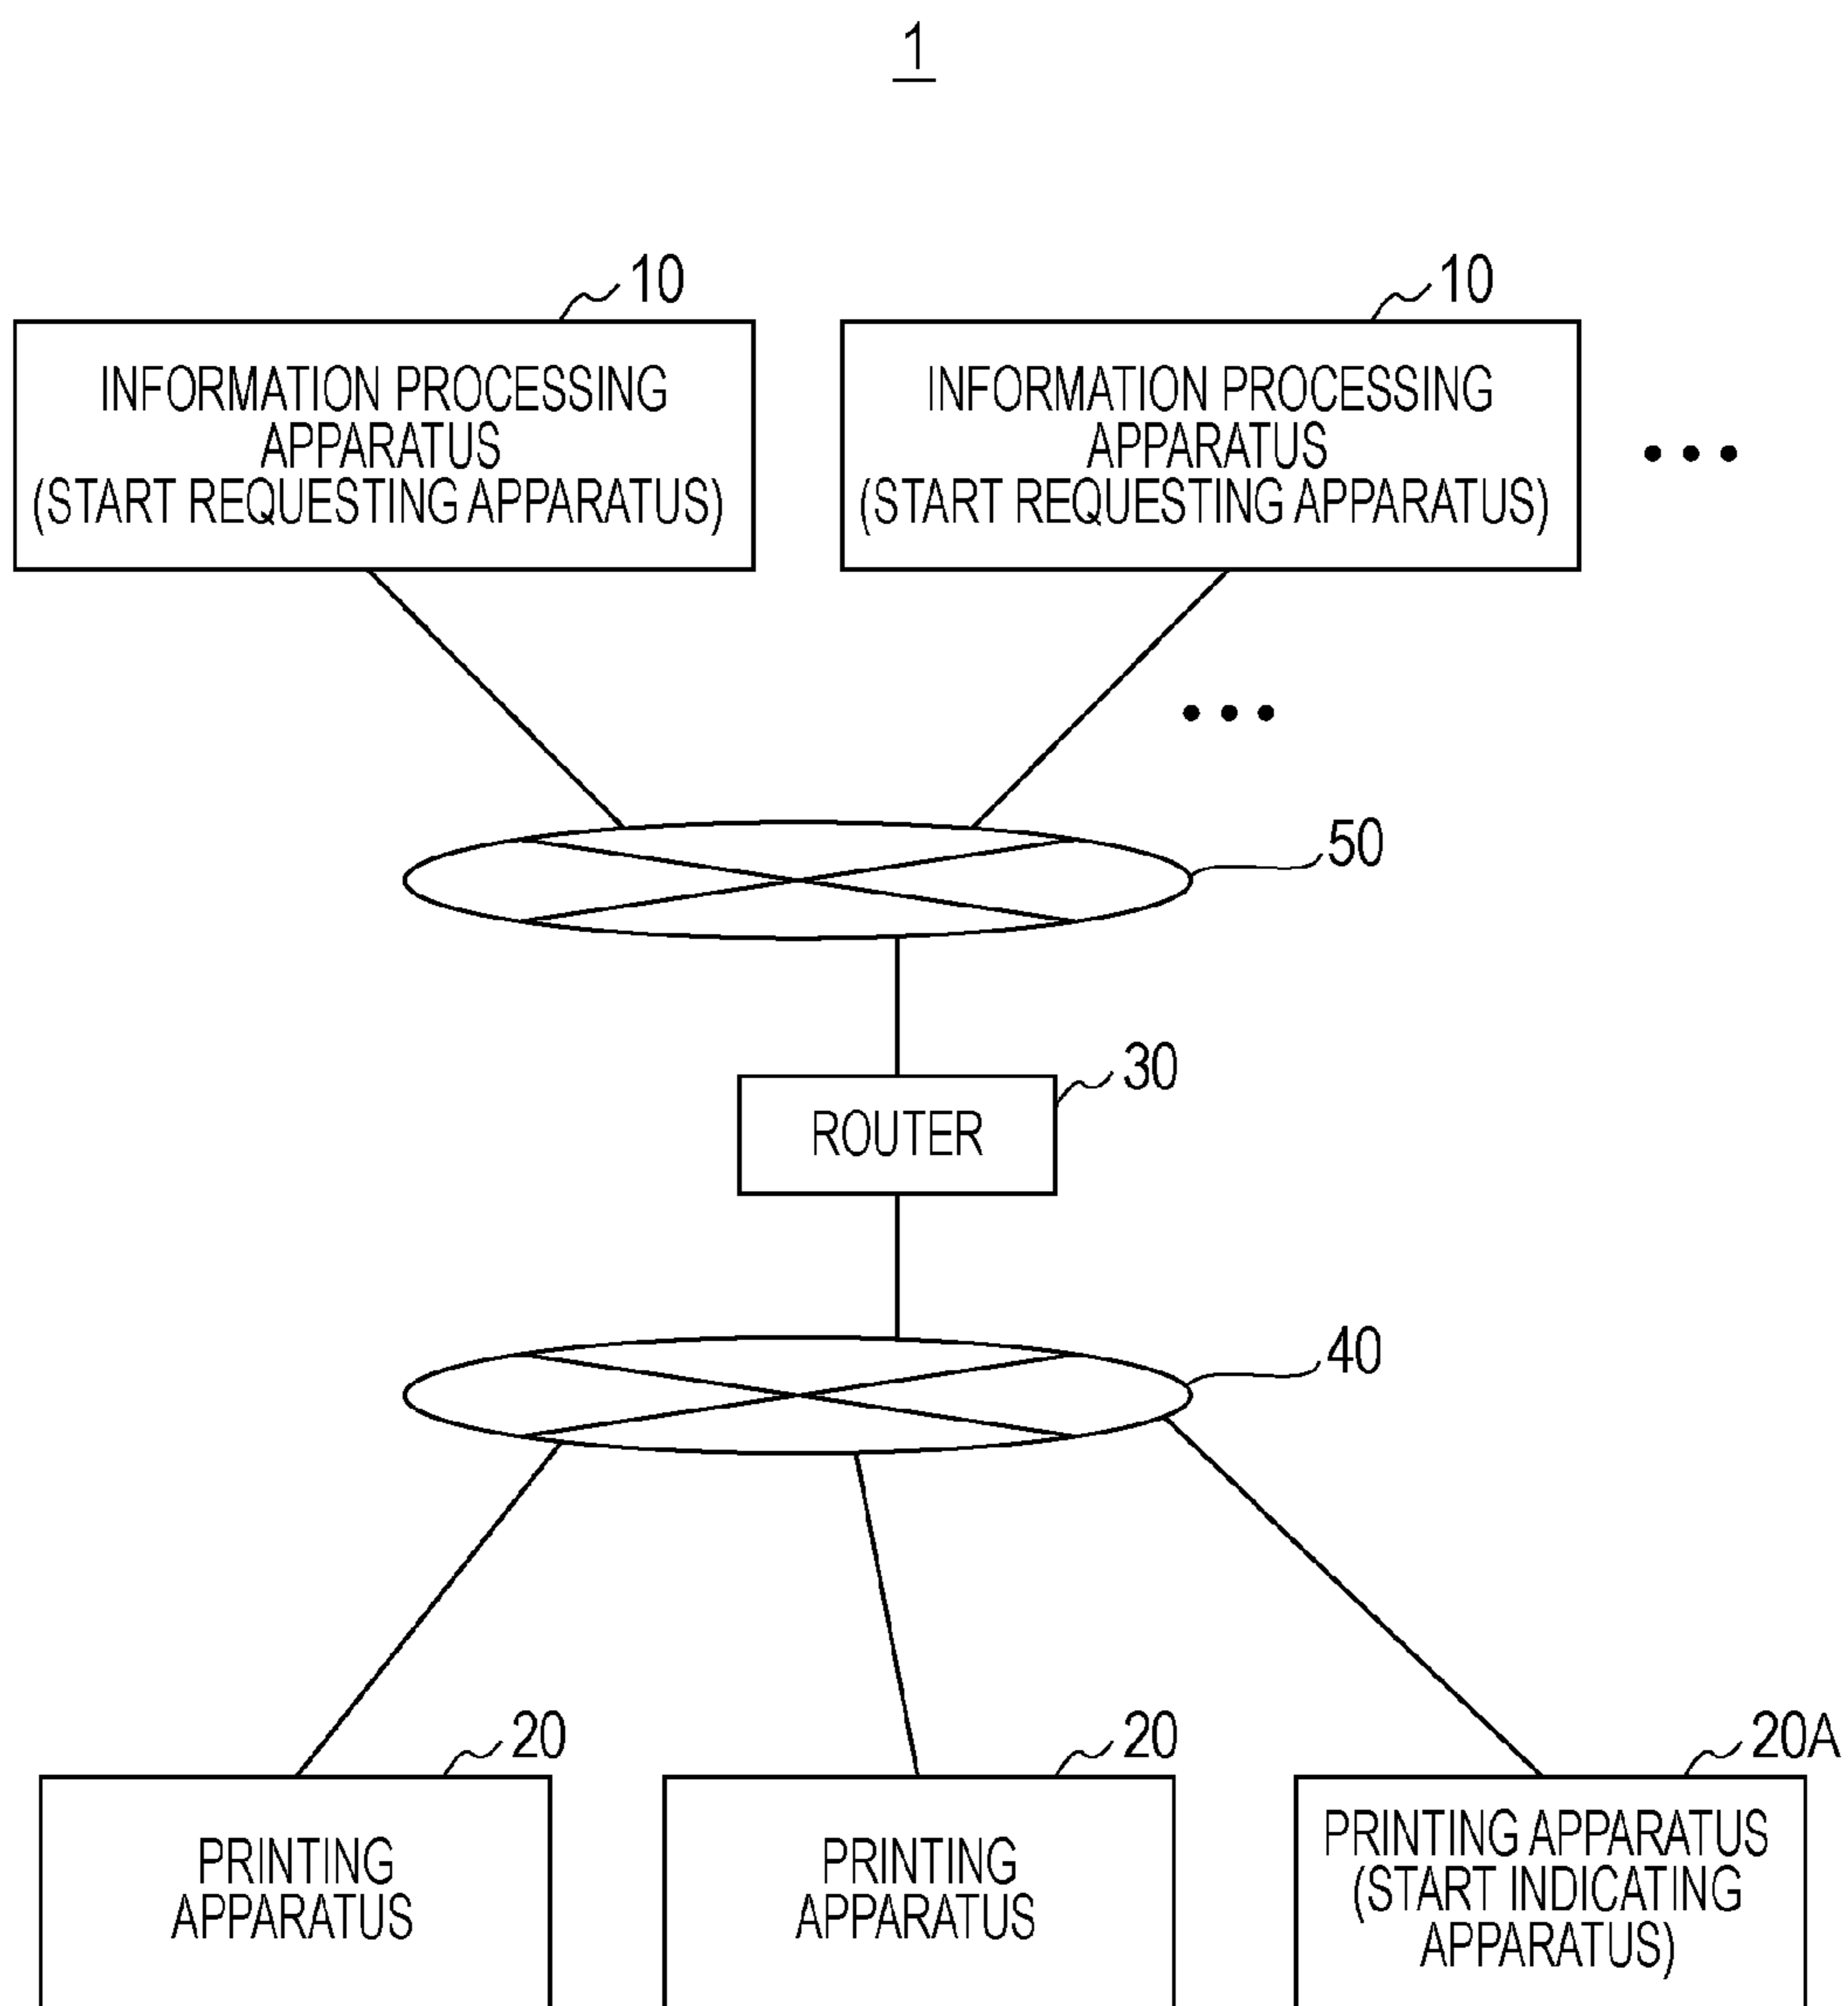 1
10
10
INFORMATION PROCESSING
APPARATUS
(START REQUESTING APPARATUS)
INFORMATION PROCESSING
APPARATUS
(START REQUESTING APPARATUS)
50
30
ROUTER
40
20
20
20A
PRINTING
APPARATUS
PRINTING
APPARATUS
PRINTING APPARATUS
(START INDICATING
APPARATUS)